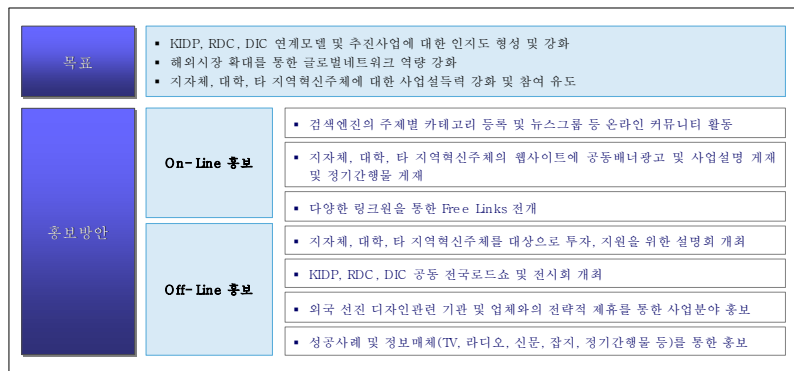 목표
▪ KIDP, RDC, DIC 연계모델 및 추진사업에 대한 인지도 형성 및 강화
▪ 해외시장 확대를 통한 글로벌네트워크 역량 강화
▪ 지자체, 대학, 타 지역혁신주체에 대한 사업설득력 강화 및 참여 유도
홍보방안
On-Line 홍보
▪ 검색엔진의 주제별 카테고리 등록 및 뉴스그룹 등 온라인 커뮤니티 활동
▪ 지자체, 대학, 타 지역혁신주체의 웹사이트에 공동배너광고 및 사업설명 게재
및 정기간행물 게재
▪ 다양한 링크원을 통한 Free Links 전개
Off-Line 홍보
▪ 지자체, 대학, 타 지역혁신주체를 대상으로 투자, 지원을 위한 설명회 개최
▪ KIDP, RDC, DIC 공동 전국로드쇼 및 전시회 개최
▪ 외국 선진 디자인관련 기관 및 업체와의 전략적 제휴를 통한 사업분야 홍보
▪ 성공사례 및 정보매체(TV, 라디오, 신문, 잡지, 정기간행물 등)를 통한 홍보